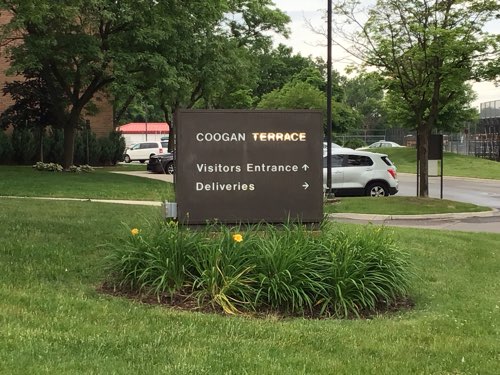 COOGAN TERRACE
Visitors Entrance ↑
Deliveries →